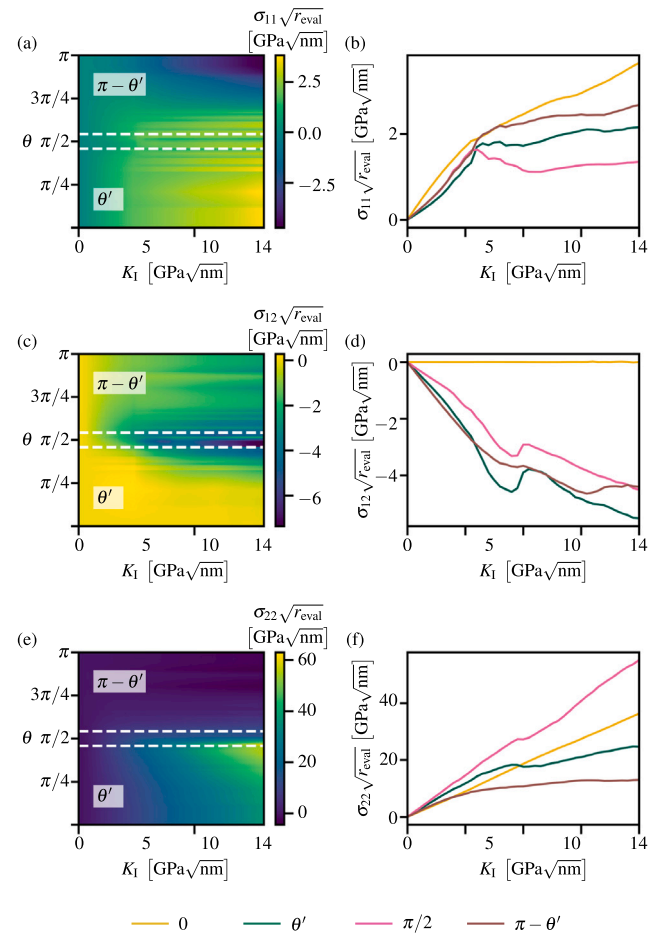 (a)
σ₁₁√r_eval
[GPa√nm]
π
3π/4
θ π/2
π/4
π − θ′
θ′
2.5
0.0
−2.5
0 5 10 14
K_I [GPa√nm]
(b)
σ₁₁√r_eval [GPa√nm]
2
0
0 5 10 14
K_I [GPa√nm]
(c)
σ₁₂√r_eval
[GPa√nm]
π
3π/4
θ π/2
π/4
π − θ′
θ′
0
−2
−4
−6
0 5 10 14
K_I [GPa√nm]
(d)
σ₁₂√r_eval [GPa√nm]
0
−2
−4
0 5 10 14
K_I [GPa√nm]
(e)
σ₂₂√r_eval
[GPa√nm]
π
3π/4
θ π/2
π/4
π − θ′
θ′
60
40
20
0
0 5 10 14
K_I [GPa√nm]
(f)
σ₂₂√r_eval [GPa√nm]
40
20
0
0 5 10 14
K_I [GPa√nm]
0 θ′ π/2 π − θ′